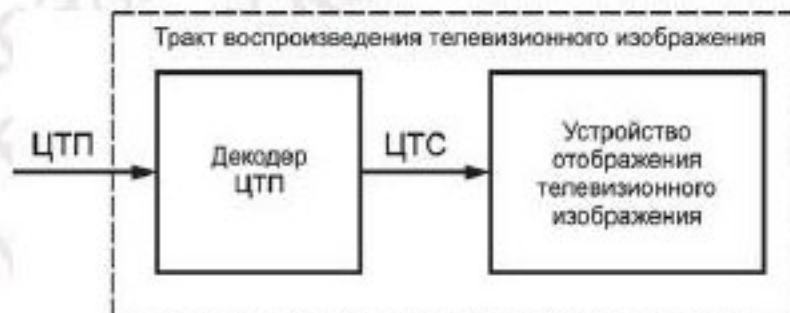 Тракт воспроизведения телевизионного изображения
ЦТП
Декодер
ЦТП
ЦТС
Устройство
отображения
телевизионного
изображения